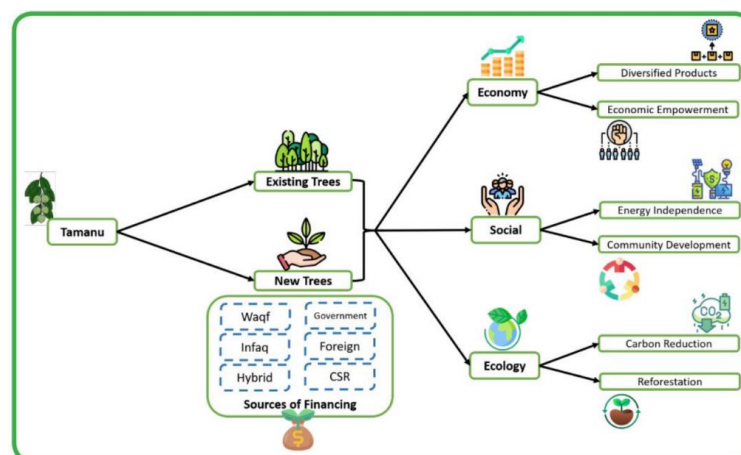 Tamanu
Existing Trees
New Trees
Waqf
Government
Infaq
Foreign
Hybrid
CSR
Sources of Financing
Economy
Diversified Products
Economic Empowerment
Social
Energy Independence
Community Development
Ecology
CO2
Carbon Reduction
Reforestation